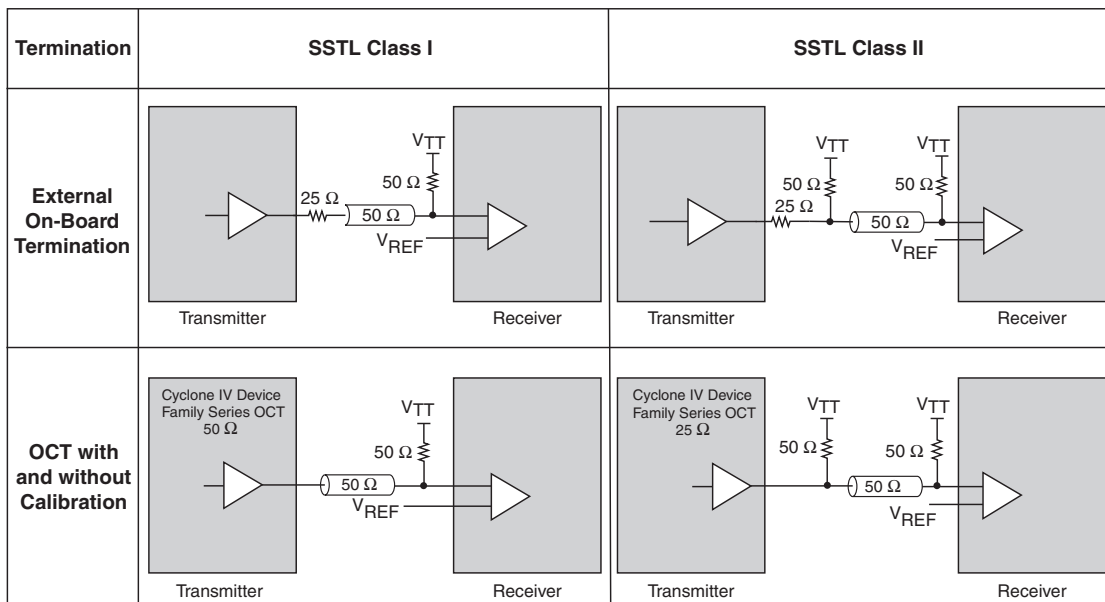 Termination
SSTL Class I
SSTL Class II
External
On-Board
Termination
VTT
50 Ω
25 Ω
50 Ω
VREF
Transmitter
Receiver
VTT
VTT
50 Ω
50 Ω
25 Ω
50 Ω
VREF
Transmitter
Receiver
OCT with
and without
Calibration
Cyclone IV Device
Family Series OCT
50 Ω
VTT
50 Ω
50 Ω
VREF
Transmitter
Receiver
Cyclone IV Device
Family Series OCT
25 Ω
VTT
VTT
50 Ω
50 Ω
50 Ω
VREF
Transmitter
Receiver